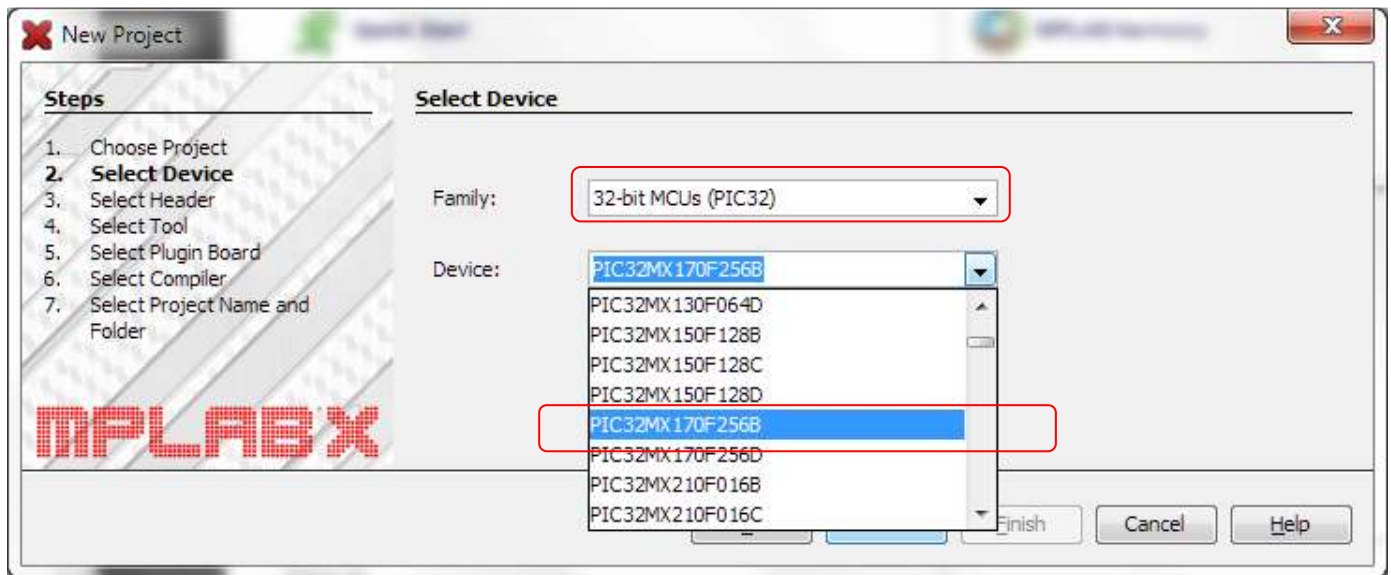 New Project
Steps
1. Choose Project
2. Select Device
3. Select Header
4. Select Tool
5. Select Plugin Board
6. Select Compiler
7. Select Project Name and
Folder
MPLAB X
Select Device
Family:
32-bit MCUs (PIC32)
Device:
PIC32MX170F256B
PIC32MX130F064D
PIC32MX150F128B
PIC32MX150F128C
PIC32MX150F128D
PIC32MX170F256B
PIC32MX170F256D
PIC32MX210F016B
PIC32MX210F016C
Finish
Cancel
Help